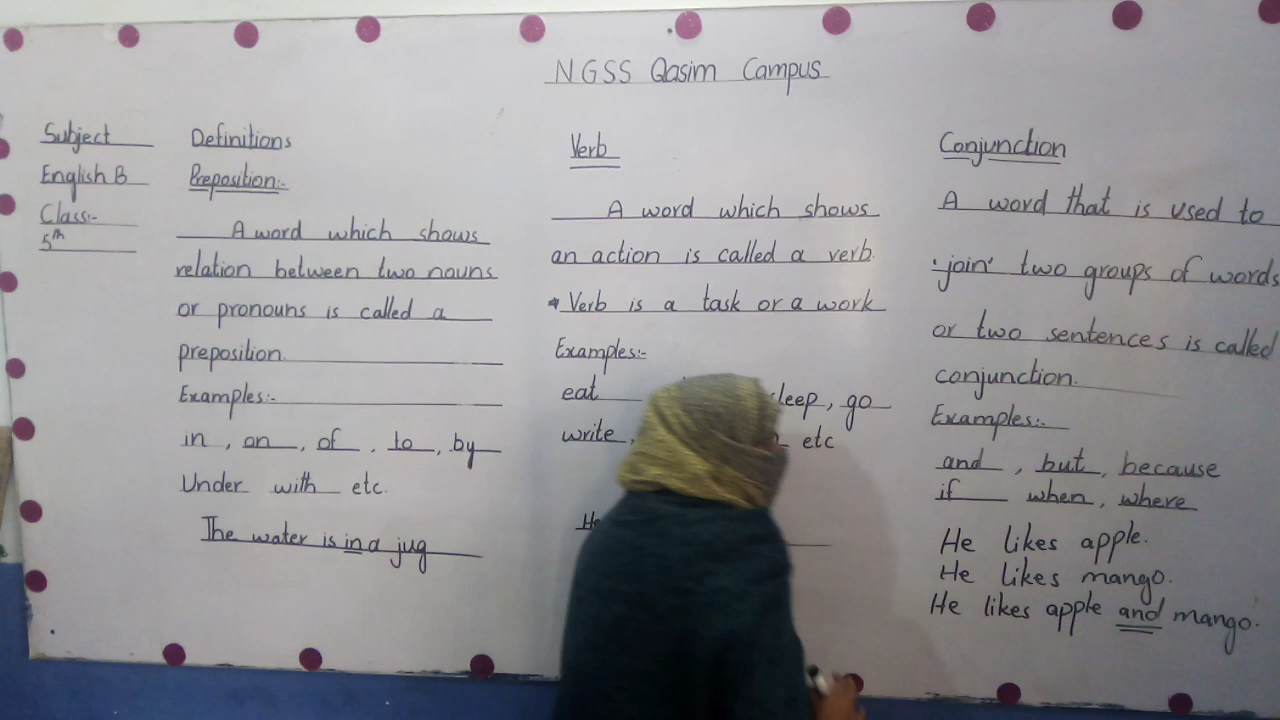 NGSS Qasim Campus
Subject
English B
Class:-
5th
Definitions
Preposition:-
A word which shows
relation between two nouns
or pronouns is called a
preposition.
Examples:-
in, on, of, to, by
Under with etc.
The water is in a jug
Verb
A word which shows
an action is called a verb.
* Verb is a task or a work
Examples:-
eat sleep, go
write, etc
He
Conjunction
A word that is used to
'join' two groups of words
or two sentences is called
conjunction.
Examples:-
and, but, because
if when, where
He likes apple.
He likes mango.
He likes apple and mango.